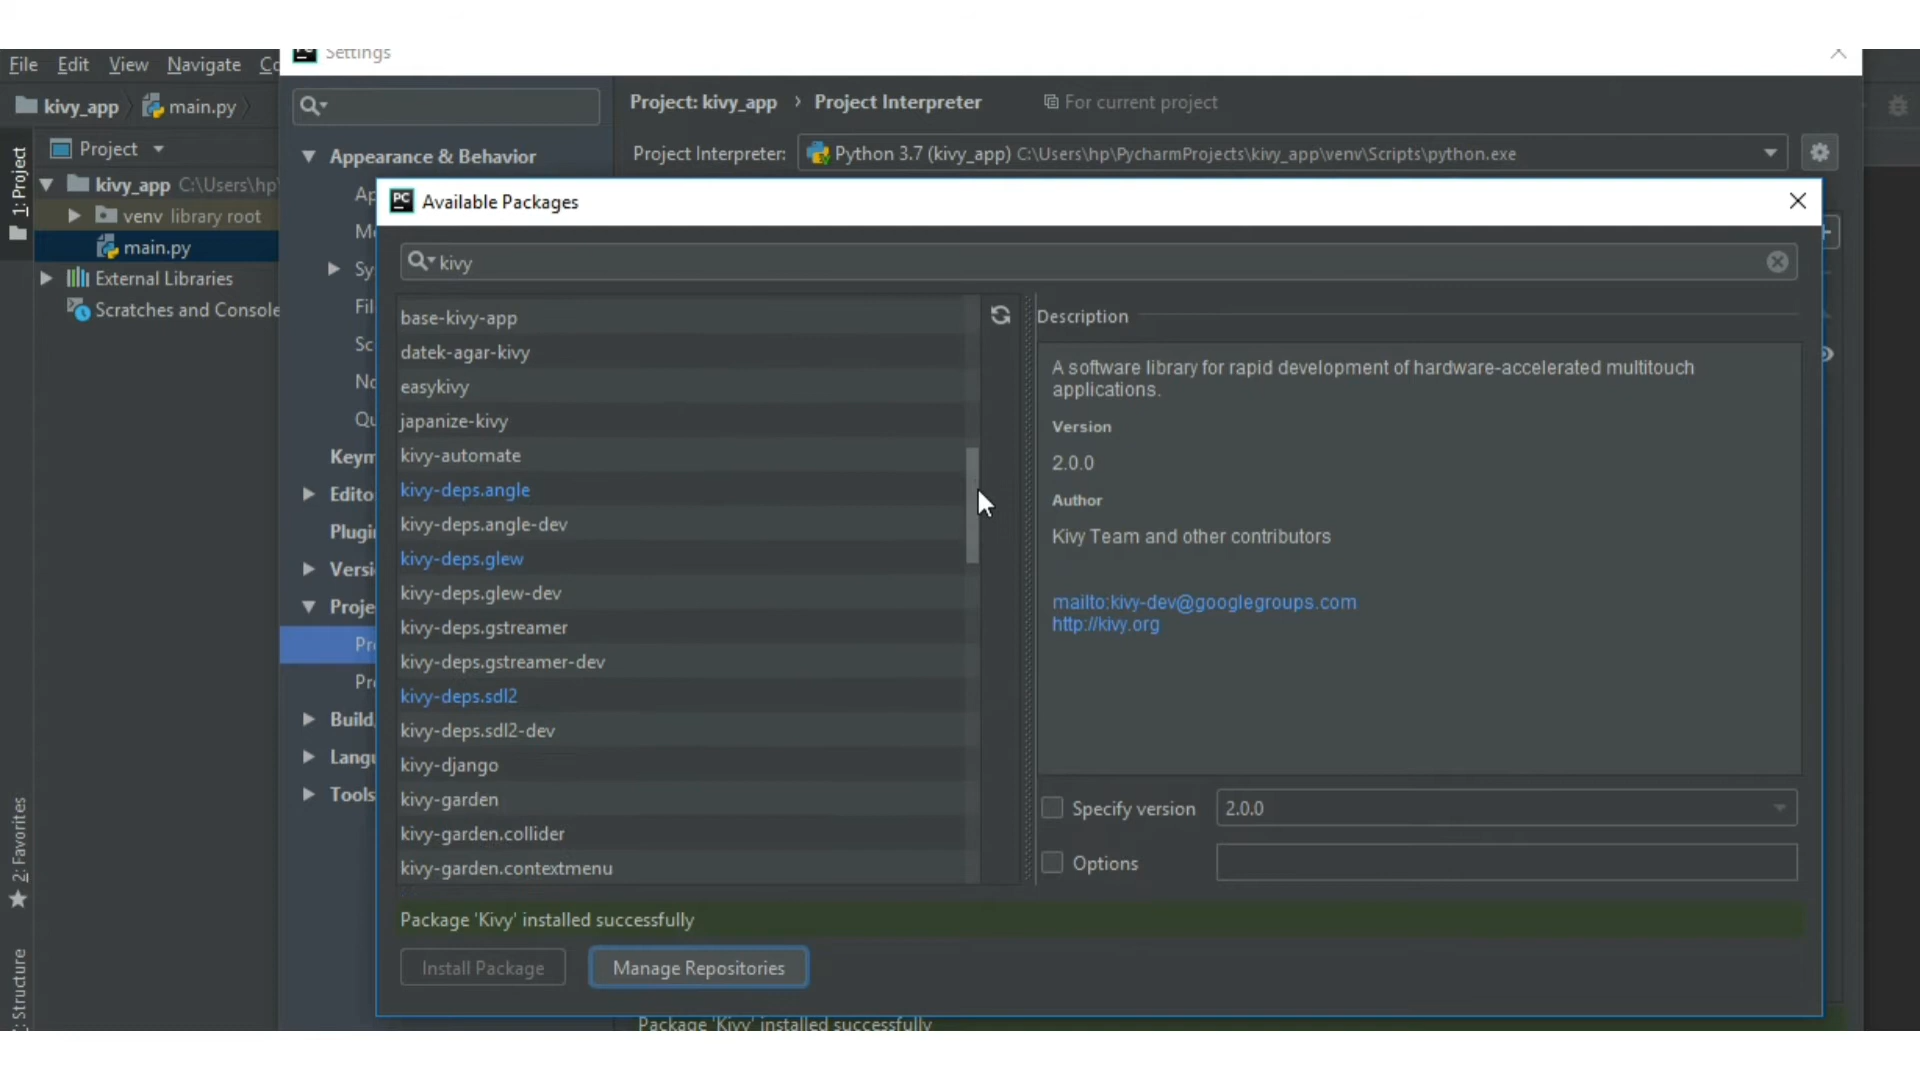 Settings
File Edit View Navigate
kivy_app main.py
Project: kivy_app › Project Interpreter For current project
Project
Appearance & Behavior
Project Interpreter: Python 3.7 (kivy_app) C:\Users\hp\PycharmProjects\kivy_app\venv\Scripts\python.exe
1: Project
kivy_app C:\Users\hp\
venv library root
main.py
External Libraries
Scratches and Console
PC Available Packages
kivy
base-kivy-app
datek-agar-kivy
easykivy
japanize-kivy
kivy-automate
kivy-deps.angle
kivy-deps.angle-dev
kivy-deps.glew
kivy-deps.glew-dev
kivy-deps.gstreamer
kivy-deps.gstreamer-dev
kivy-deps.sdl2
kivy-deps.sdl2-dev
kivy-django
kivy-garden
kivy-garden.collider
kivy-garden.contextmenu
Description
A software library for rapid development of hardware-accelerated multitouch
applications.
Version
2.0.0
Author
Kivy Team and other contributors
mailto:kivy-dev@googlegroups.com
http://kivy.org
Specify version 2.0.0
Options
Keym
Edito
Plugi
Versi
Proje
Build,
Langu
Tools
2: Favorites
Structure
Package 'Kivy' installed successfully
Install Package Manage Repositories
Package 'Kivy' installed successfully